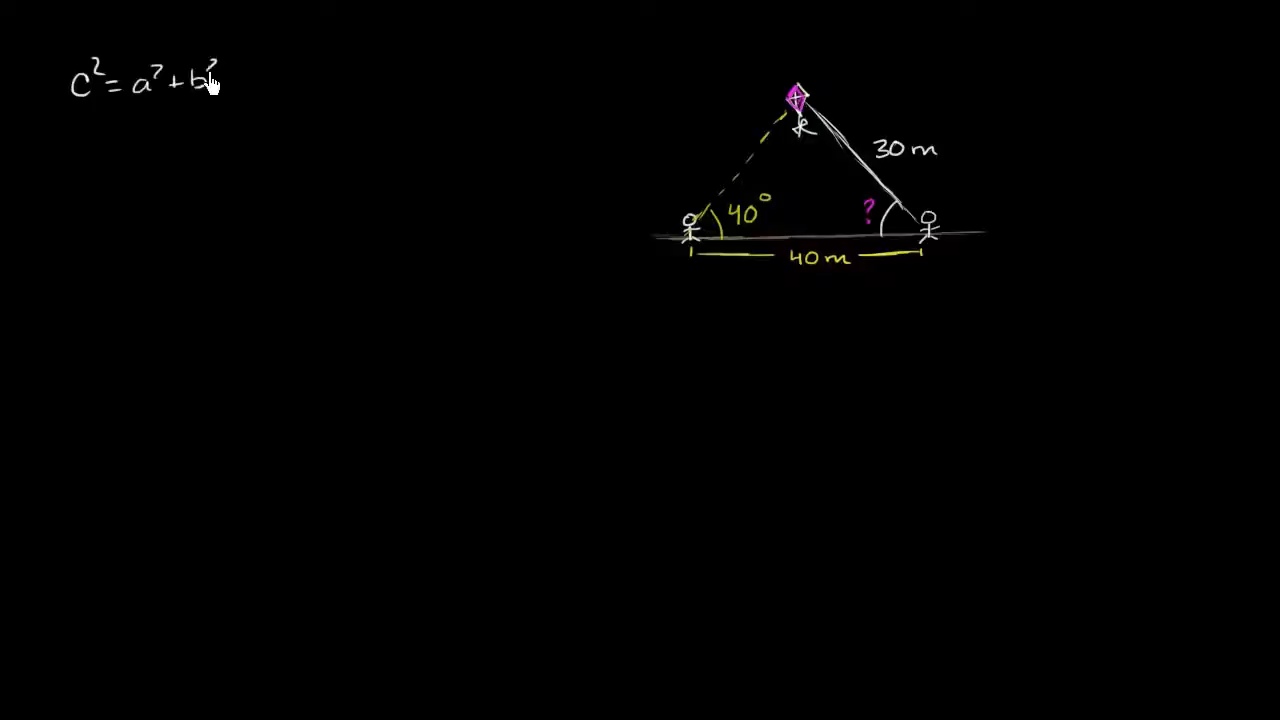 c² = a² + b²
30 m
40°
?
40 m